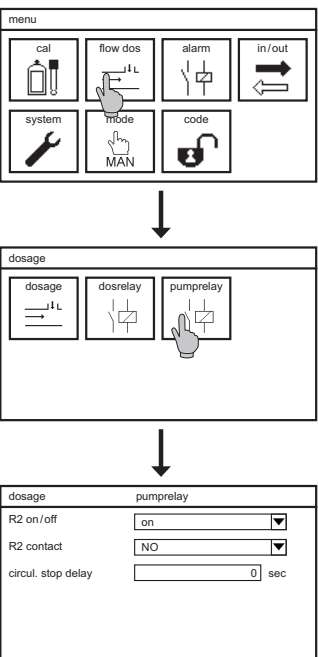 menu
cal flow dos alarm in/out
system mode code
MAN
dosage
dosage dosrelay pumprelay
dosage pumprelay
R2 on/off on
R2 contact NO
circul. stop delay 0 sec